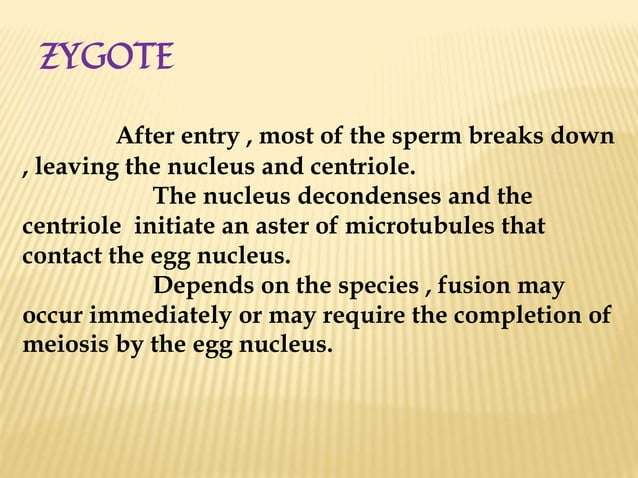 ZYGOTE
After entry , most of the sperm breaks down
, leaving the nucleus and centriole.
The nucleus decondenses and the
centriole initiate an aster of microtubules that
contact the egg nucleus.
Depends on the species , fusion may
occur immediately or may require the completion of
meiosis by the egg nucleus.